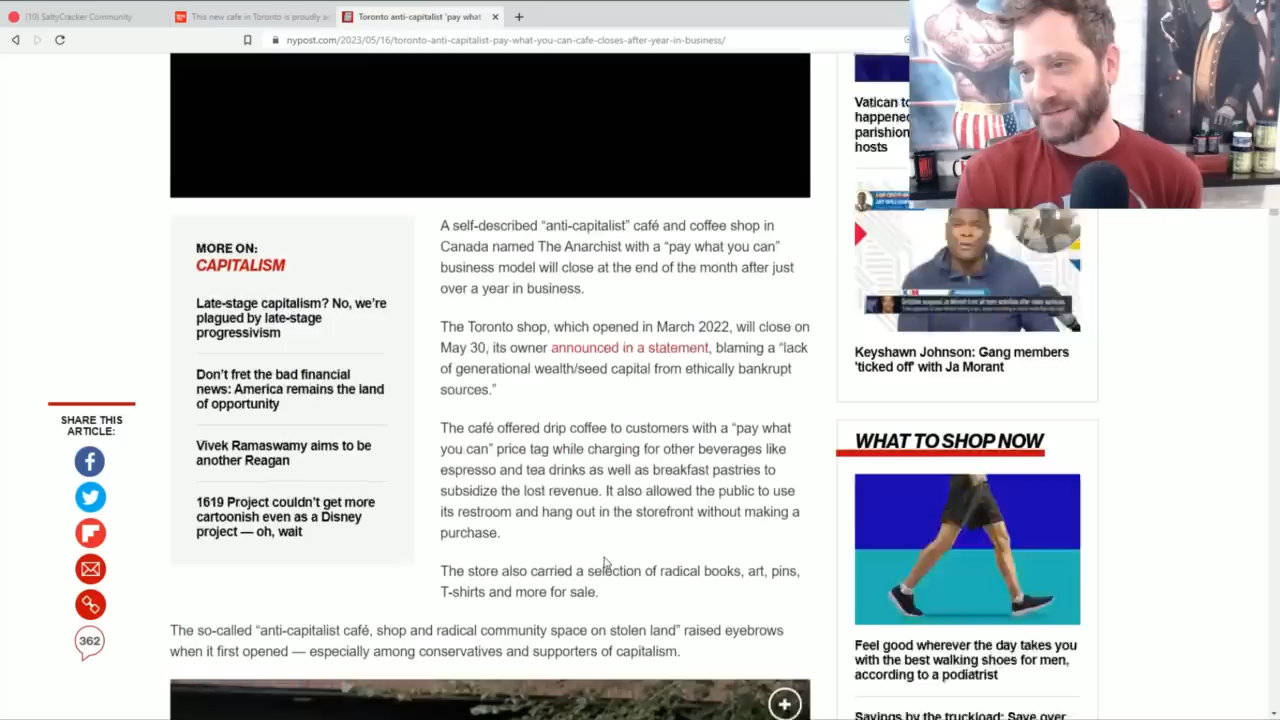 (10) SaltyCracker Community
This new cafe in Toronto is proudly a
Toronto anti-capitalist 'pay what
nypost.com/2023/05/16/toronto-anti-capitalist-pay-what-you-can-cafe-closes-after-year-in-business/
MORE ON:
CAPITALISM
Late-stage capitalism? No, we're
plagued by late-stage
progressivism
Don't fret the bad financial
news: America remains the land
of opportunity
Vivek Ramaswamy aims to be
another Reagan
1619 Project couldn't get more
cartoonish even as a Disney
project — oh, wait
SHARE THIS
ARTICLE:
362
A self-described “anti-capitalist” café and coffee shop in
Canada named The Anarchist with a “pay what you can”
business model will close at the end of the month after just
over a year in business.
The Toronto shop, which opened in March 2022, will close on
May 30, its owner announced in a statement, blaming a “lack
of generational wealth/seed capital from ethically bankrupt
sources.”
The café offered drip coffee to customers with a “pay what
you can” price tag while charging for other beverages like
espresso and tea drinks as well as breakfast pastries to
subsidize the lost revenue. It also allowed the public to use
its restroom and hang out in the storefront without making a
purchase.
The store also carried a selection of radical books, art, pins,
T-shirts and more for sale.
The so-called “anti-capitalist café, shop and radical community space on stolen land” raised eyebrows
when it first opened — especially among conservatives and supporters of capitalism.
Vatican to
happened
parishion
hosts
Keyshawn Johnson: Gang members
'ticked off' with Ja Morant
WHAT TO SHOP NOW
Feel good wherever the day takes you
with the best walking shoes for men,
according to a podiatrist
Savings by the truckload: Save over